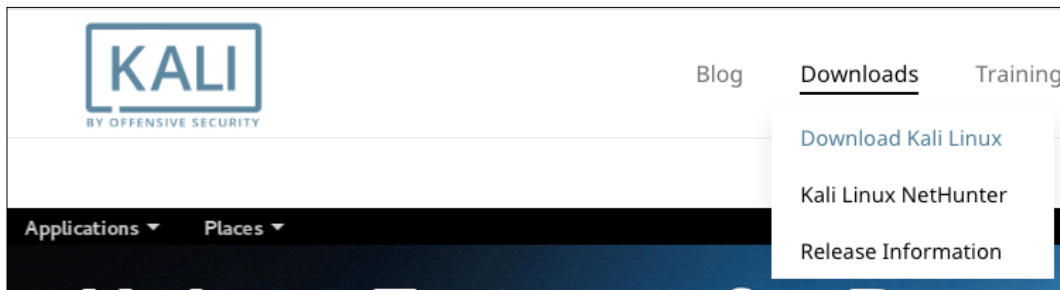 KALI
BY OFFENSIVE SECURITY
Blog Downloads Training
Download Kali Linux
Kali Linux NetHunter
Release Information
Applications Places